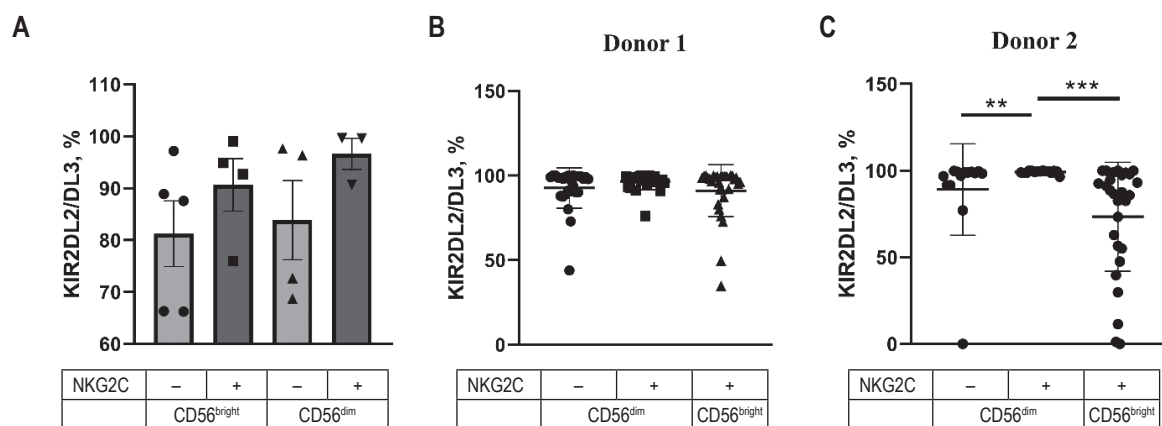 A
KIR2DL2/DL3, %
110
100
90
80
70
60
NKG2C – + – +
CD56bright CD56dim
B
Donor 1
KIR2DL2/DL3, %
150
100
50
0
NKG2C – + +
CD56dim CD56bright
C
Donor 2
KIR2DL2/DL3, %
150
100
50
0
** ***
NKG2C – + +
CD56dim CD56bright